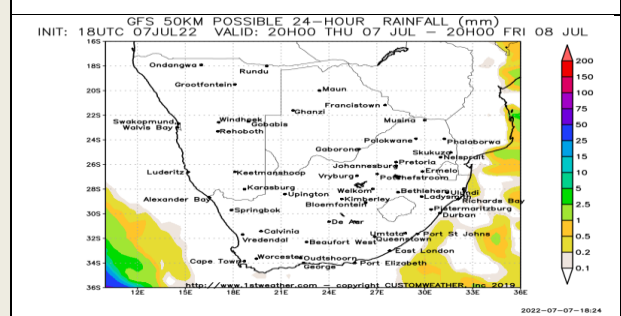 GFS 50KM POSSIBLE 24-HOUR RAINFALL (mm)
INIT: 18UTC 07JUL22 VALID: 20H00 THU 07 JUL - 20H00 FRI 08 JUL
16S
18S
20S
22S
24S
26S
28S
30S
32S
34S
36S
Ondangwa
Rundu
Grootfontein
Maun
Francistown
Ghanzi
Windhoek
Gobabis
Swakopmund
Walvis Bay
Rehoboth
Musina
Polokwane
Phalaborwa
Gaborone
Skukuza
Nelspruit
Pretoria
Johannesburg
Luderitz
Keetmanshoop
Vryburg
Potchefstroom
Ermelo
Karasburg
Upington
Welkom
Bethlehem
Ulundi
Alexander Bay
Kimberley
Ladysmith
Richards Bay
Bloemfontein
Springbok
Pietermaritzburg
Durban
De Aar
Calvinia
Vredendal
Beaufort West
Umtata
Queenstown
Port St Johns
East London
Cape Town
Worcester
Oudtshoorn
George
Port Elizabeth
http://www.1stweather.com - copyright CUSTOMWEATHER, Inc 2019
12E 15E 18E 21E 24E 27E 30E 33E 36E
200
150
100
75
50
25
15
10
5
2.5
1
0.5
0.2
0.1
2022-07-07-18:24